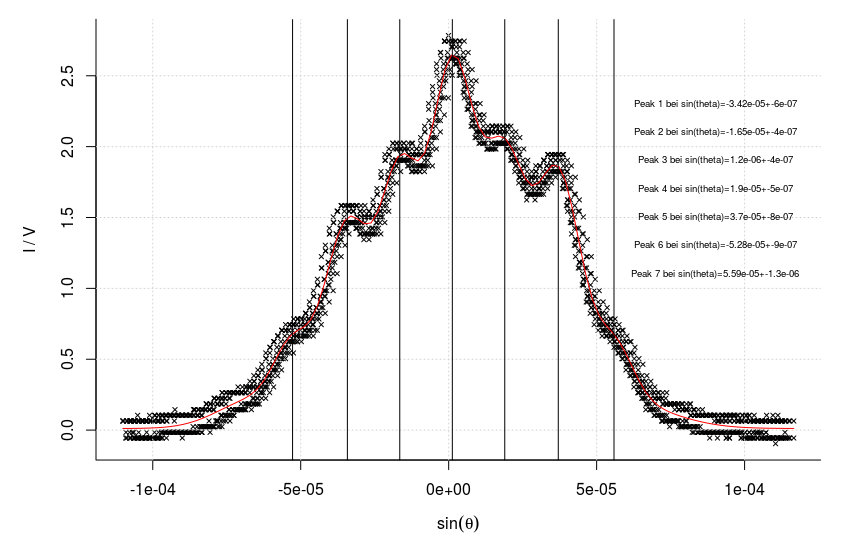 2.5
2.0
1.5
1.0
0.5
0.0
I / V
Peak 1 bei sin(theta)=-3.42e-05+-6e-07
Peak 2 bei sin(theta)=-1.65e-05+-4e-07
Peak 3 bei sin(theta)=1.2e-06+-4e-07
Peak 4 bei sin(theta)=1.9e-05+-5e-07
Peak 5 bei sin(theta)=3.7e-05+-8e-07
Peak 6 bei sin(theta)=-5.28e-05+-9e-07
Peak 7 bei sin(theta)=5.59e-05+-1.3e-06
-1e-04 -5e-05 0e+00 5e-05 1e-04
sin(θ)